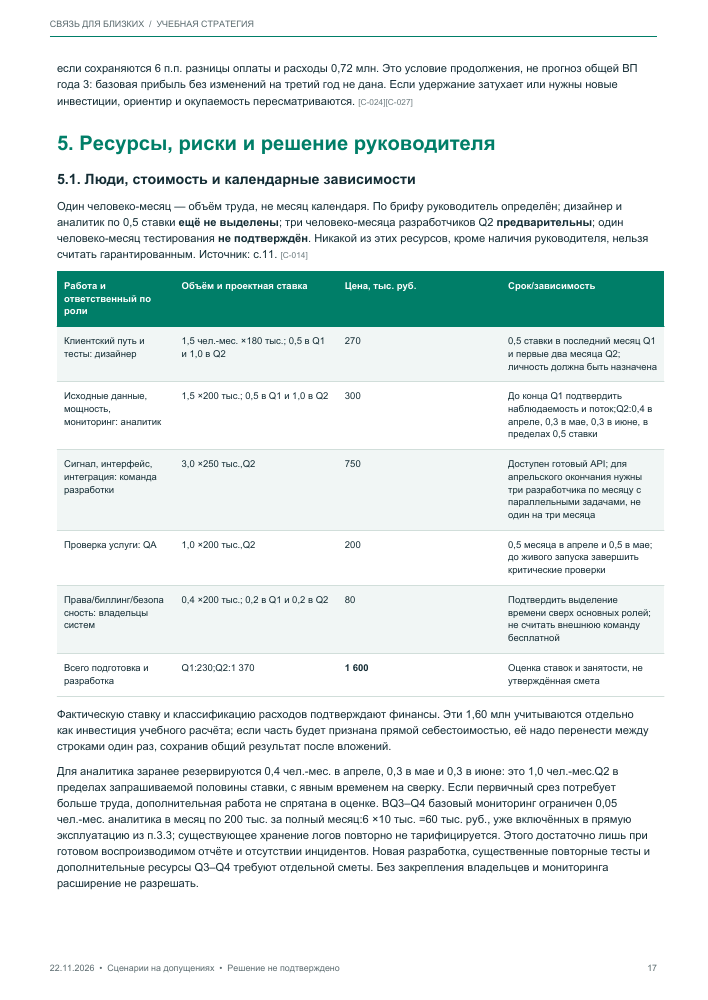 СВЯЗЬ ДЛЯ БЛИЗКИХ / УЧЕБНАЯ СТРАТЕГИЯ
если сохраняются 6 п.п. разницы оплаты и расходы 0,72 млн. Это условие продолжения, не прогноз общей ВП
года 3: базовая прибыль без изменений на третий год не дана. Если удержание затухает или нужны новые
инвестиции, ориентир и окупаемость пересматриваются. [C-024][C-027]
5. Ресурсы, риски и решение руководителя
5.1. Люди, стоимость и календарные зависимости
Один человеко-месяц — объём труда, не месяц календаря. По брифу руководитель определён; дизайнер и
аналитик по 0,5 ставки ещё не выделены; три человеко-месяца разработчиков Q2 предварительны; один
человеко-месяц тестирования не подтверждён. Никакой из этих ресурсов, кроме наличия руководителя, нельзя
считать гарантированным. Источник: с.11. [C-014]
Работа и
ответственный по
роли
Объём и проектная ставка
Цена, тыс. руб.
Срок/зависимость
Клиентский путь и
тесты: дизайнер
1,5 чел.-мес. ×180 тыс.; 0,5 в Q1
и 1,0 в Q2
270
0,5 ставки в последний месяц Q1
и первые два месяца Q2;
личность должна быть назначена
Исходные данные,
мощность,
мониторинг: аналитик
1,5 ×200 тыс.; 0,5 в Q1 и 1,0 в Q2
300
До конца Q1 подтвердить
наблюдаемость и поток;Q2:0,4 в
апреле, 0,3 в мае, 0,3 в июне, в
пределах 0,5 ставки
Сигнал, интерфейс,
интеграция: команда
разработки
3,0 ×250 тыс.,Q2
750
Доступен готовый API; для
апрельского окончания нужны
три разработчика по месяцу с
параллельными задачами, не
один на три месяца
Проверка услуги: QA
1,0 ×200 тыс.,Q2
200
0,5 месяца в апреле и 0,5 в мае;
до живого запуска завершить
критические проверки
Права/биллинг/безопа
сность: владельцы
систем
0,4 ×200 тыс.; 0,2 в Q1 и 0,2 в Q2
80
Подтвердить выделение
времени сверх основных ролей;
не считать внешнюю команду
бесплатной
Всего подготовка и
разработка
Q1:230;Q2:1 370
1 600
Оценка ставок и занятости, не
утверждённая смета
Фактическую ставку и классификацию расходов подтверждают финансы. Эти 1,60 млн учитываются отдельно
как инвестиция учебного расчёта; если часть будет признана прямой себестоимостью, её надо перенести между
строками один раз, сохранив общий результат после вложений.
Для аналитика заранее резервируются 0,4 чел.-мес. в апреле, 0,3 в мае и 0,3 в июне: это 1,0 чел.-мес.Q2 в
пределах запрашиваемой половины ставки, с явным временем на сверку. Если первичный срез потребует
больше труда, дополнительная работа не спрятана в оценке. BQ3–Q4 базовый мониторинг ограничен 0,05
чел.-мес. аналитика в месяц по 200 тыс. за полный месяц:6 ×10 тыс. =60 тыс. руб., уже включённых в прямую
эксплуатацию из п.3.3; существующее хранение логов повторно не тарифицируется. Этого достаточно лишь при
готовом воспроизводимом отчёте и отсутствии инцидентов. Новая разработка, существенные повторные тесты и
дополнительные ресурсы Q3–Q4 требуют отдельной сметы. Без закрепления владельцев и мониторинга
расширение не разрешать.
22.11.2026 • Сценарии на допущениях • Решение не подтверждено
17